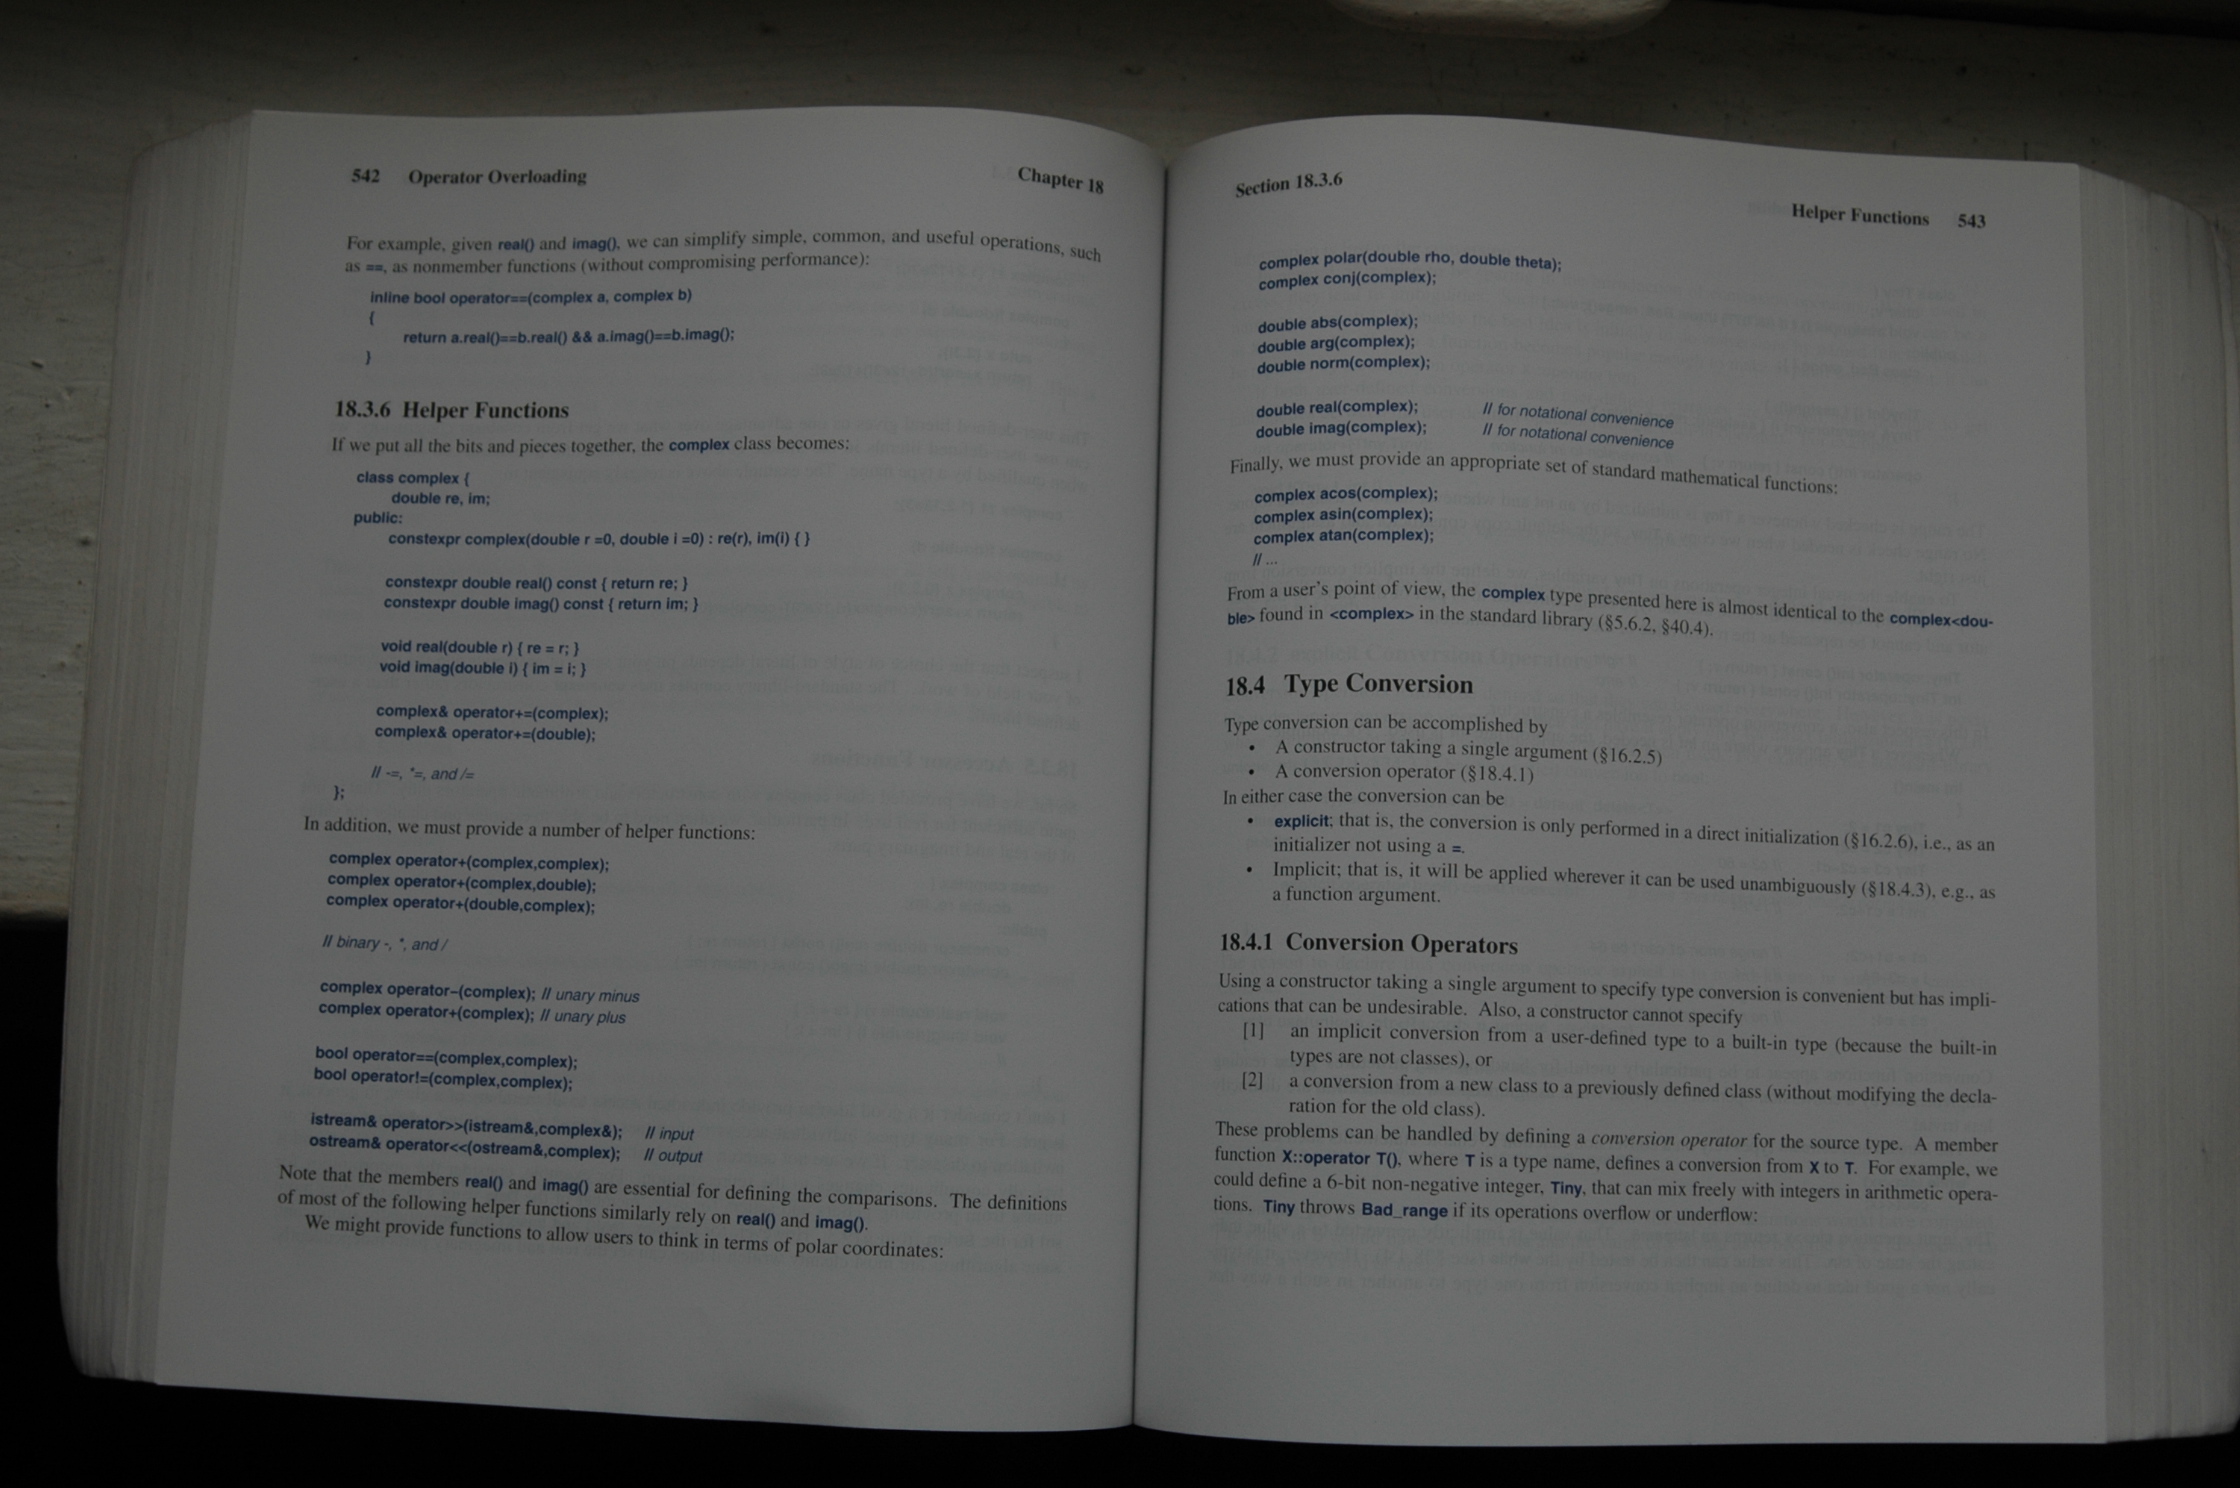 542 Operator Overloading Chapter 18
For example, given real() and imag(), we can simplify simple, common, and useful operations, such
as ==, as nonmember functions (without compromising performance):
inline bool operator==(complex a, complex b)
{
return a.real()==b.real() && a.imag()==b.imag();
}
18.3.6 Helper Functions
If we put all the bits and pieces together, the complex class becomes:
class complex {
double re, im;
public:
constexpr complex(double r =0, double i =0) : re(r), im(i) { }
constexpr double real() const { return re; }
constexpr double imag() const { return im; }
void real(double r) { re = r; }
void imag(double i) { im = i; }
complex& operator+=(complex);
complex& operator+=(double);
// -=, *=, and /=
};
In addition, we must provide a number of helper functions:
complex operator+(complex,complex);
complex operator+(complex,double);
complex operator+(double,complex);
// binary -, *, and /
complex operator-(complex); // unary minus
complex operator+(complex); // unary plus
bool operator==(complex,complex);
bool operator!=(complex,complex);
istream& operator>>(istream&,complex&); // input
ostream& operator<<(ostream&,complex); // output
Note that the members real() and imag() are essential for defining the comparisons. The definitions
of most of the following helper functions similarly rely on real() and imag().
We might provide functions to allow users to think in terms of polar coordinates:
Section 18.3.6 Helper Functions 543
complex polar(double rho, double theta);
complex conj(complex);
double abs(complex);
double arg(complex);
double norm(complex);
double real(complex); // for notational convenience
double imag(complex); // for notational convenience
Finally, we must provide an appropriate set of standard mathematical functions:
complex acos(complex);
complex asin(complex);
complex atan(complex);
// ...
From a user's point of view, the complex type presented here is almost identical to the complex<dou-
ble> found in <complex> in the standard library (§5.6.2, §40.4).
18.4 Type Conversion
Type conversion can be accomplished by
• A constructor taking a single argument (§16.2.5)
• A conversion operator (§18.4.1)
In either case the conversion can be
• explicit; that is, the conversion is only performed in a direct initialization (§16.2.6), i.e., as an
initializer not using a =.
• Implicit; that is, it will be applied wherever it can be used unambiguously (§18.4.3), e.g., as
a function argument.
18.4.1 Conversion Operators
Using a constructor taking a single argument to specify type conversion is convenient but has impli-
cations that can be undesirable. Also, a constructor cannot specify
[1] an implicit conversion from a user-defined type to a built-in type (because the built-in
types are not classes), or
[2] a conversion from a new class to a previously defined class (without modifying the decla-
ration for the old class).
These problems can be handled by defining a conversion operator for the source type. A member
function X::operator T(), where T is a type name, defines a conversion from X to T. For example, we
could define a 6-bit non-negative integer, Tiny, that can mix freely with integers in arithmetic opera-
tions. Tiny throws Bad_range if its operations overflow or underflow: